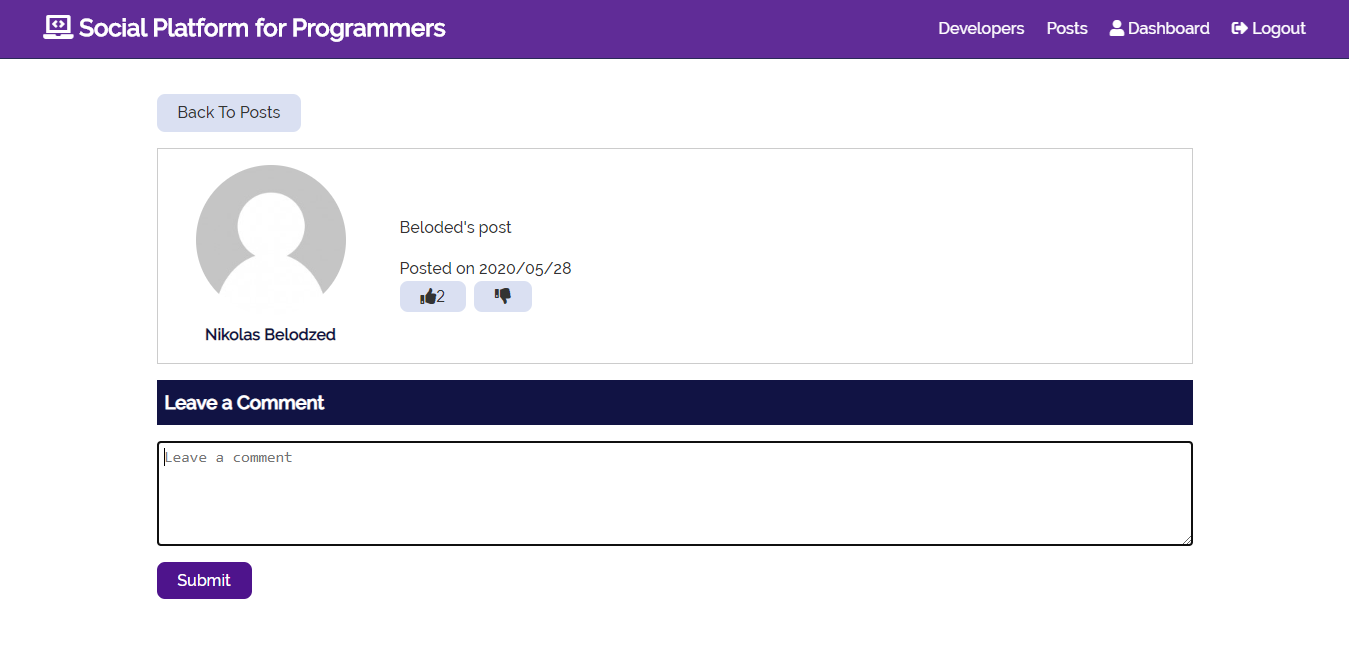 Social Platform for Programmers
Developers Posts Dashboard Logout
Back To Posts
Beloded's post
Posted on 2020/05/28
2
Nikolas Belodzed
Leave a Comment
Leave a comment
Submit